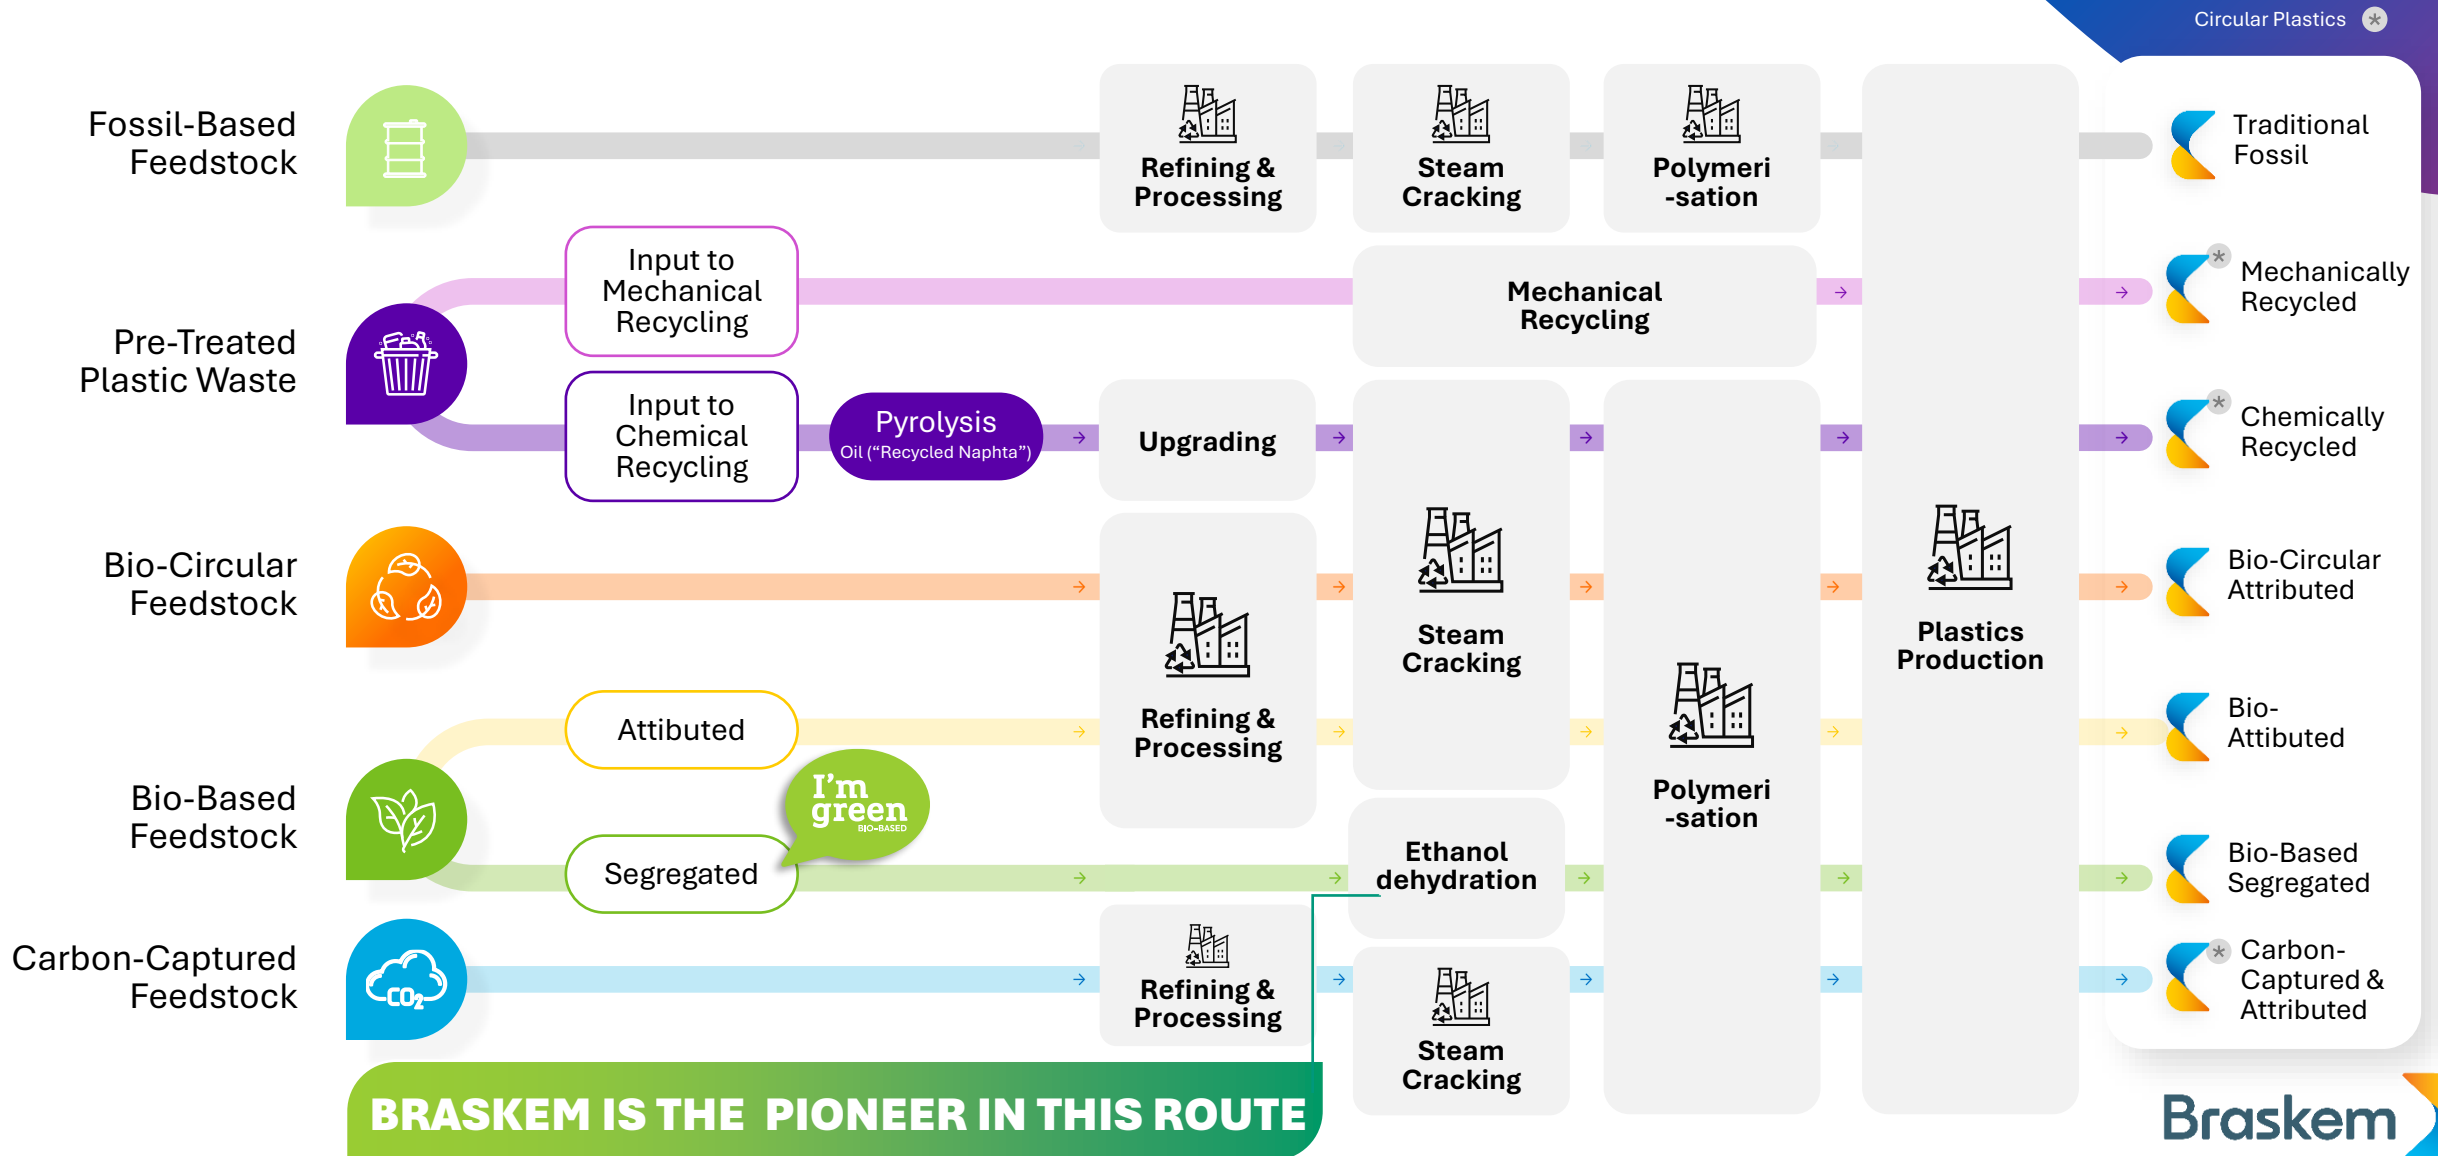 Circular Plastics *
Fossil-Based
Feedstock
Refining &
Processing
Steam
Cracking
Polymeri
-sation
Traditional
Fossil
Pre-Treated
Plastic Waste
Input to
Mechanical
Recycling
Mechanical
Recycling
*
Mechanically
Recycled
Input to
Chemical
Recycling
Pyrolysis
Oil (“Recycled Naphta”)
Upgrading
*
Chemically
Recycled
Bio-Circular
Feedstock
Refining &
Processing
Steam
Cracking
Polymeri
-sation
Plastics
Production
Bio-Circular
Attributed
Bio-Based
Feedstock
Attibuted
Bio-
Attibuted
I'm
green
BIO-BASED
Segregated
Ethanol
dehydration
Bio-Based
Segregated
Carbon-Captured
Feedstock
CO2
Refining &
Processing
Steam
Cracking
*
Carbon-
Captured &
Attributed
BRASKEM IS THE  PIONEER IN THIS ROUTE
Braskem